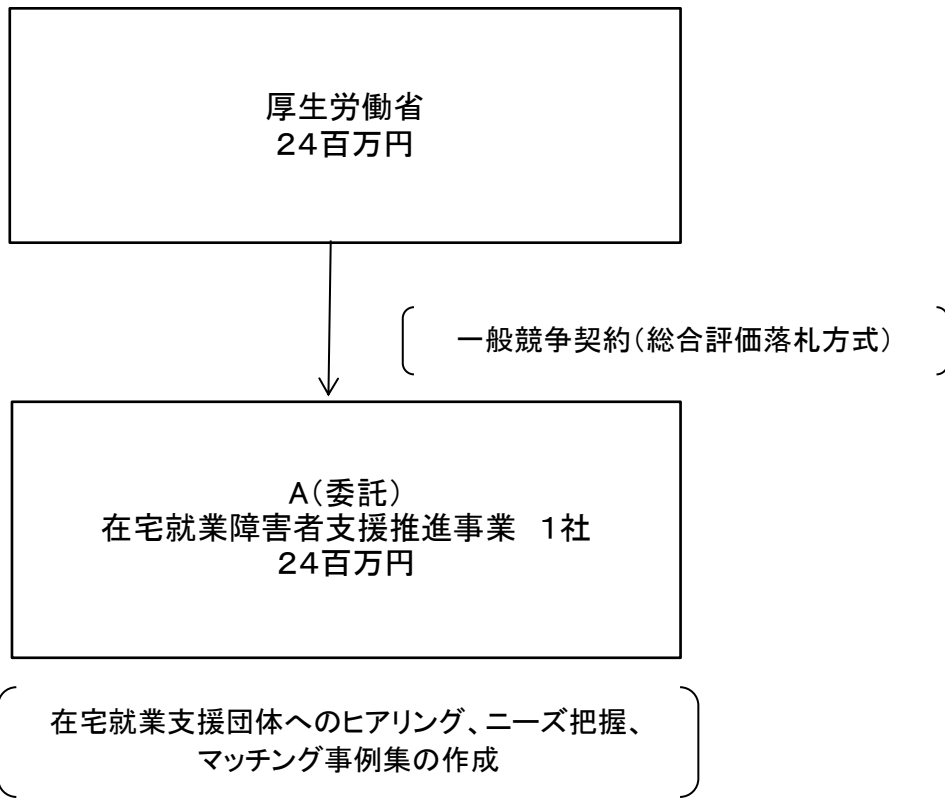 厚生労働省
２４百万円
一般競争契約（総合評価落札方式）
A（委託）
在宅就業障害者支援推進事業　１社
２４百万円
在宅就業支援団体へのヒアリング、ニーズ把握、
マッチング事例集の作成